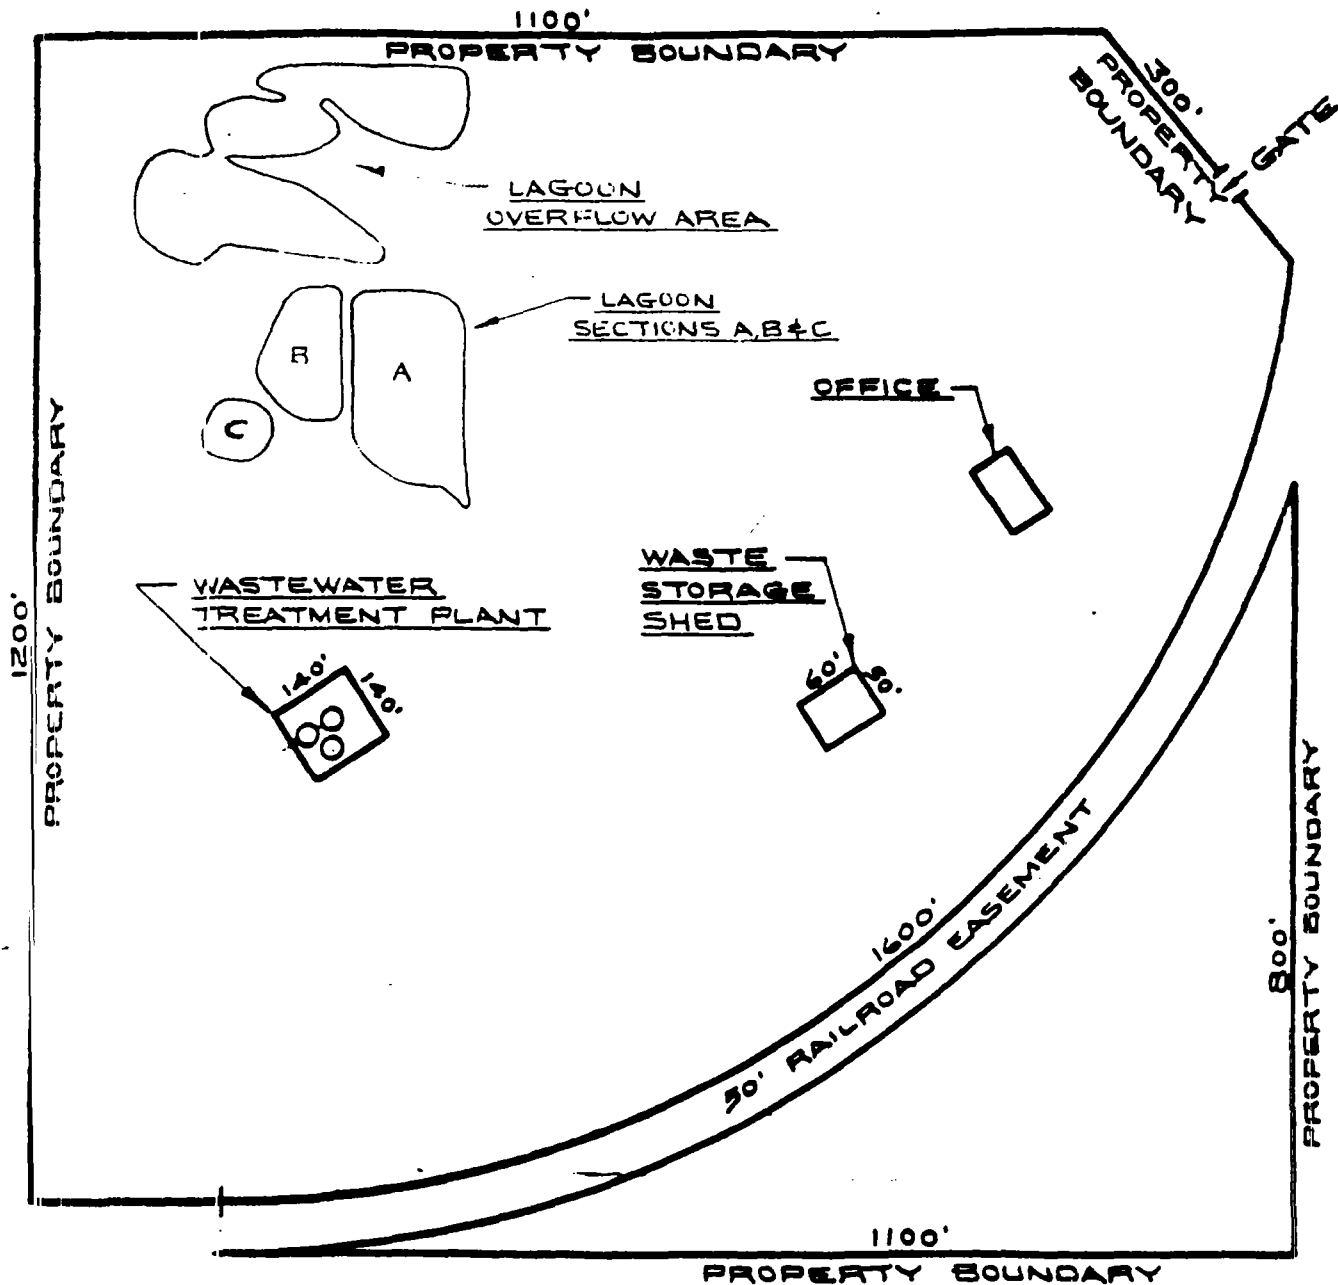 1100'
PROPERTY BOUNDARY
300'
PROPERTY
BOUNDARY
GATE
LAGOON
OVERFLOW AREA
LAGOON
SECTIONS A,B&C
B
A
C
OFFICE
PROPERTY BOUNDARY
1200'
WASTEWATER
TREATMENT PLANT
140'
140'
WASTE
STORAGE
SHED
60'
1600'
50' RAILROAD EASEMENT
800'
PROPERTY BOUNDARY
1100'
PROPERTY BOUNDARY